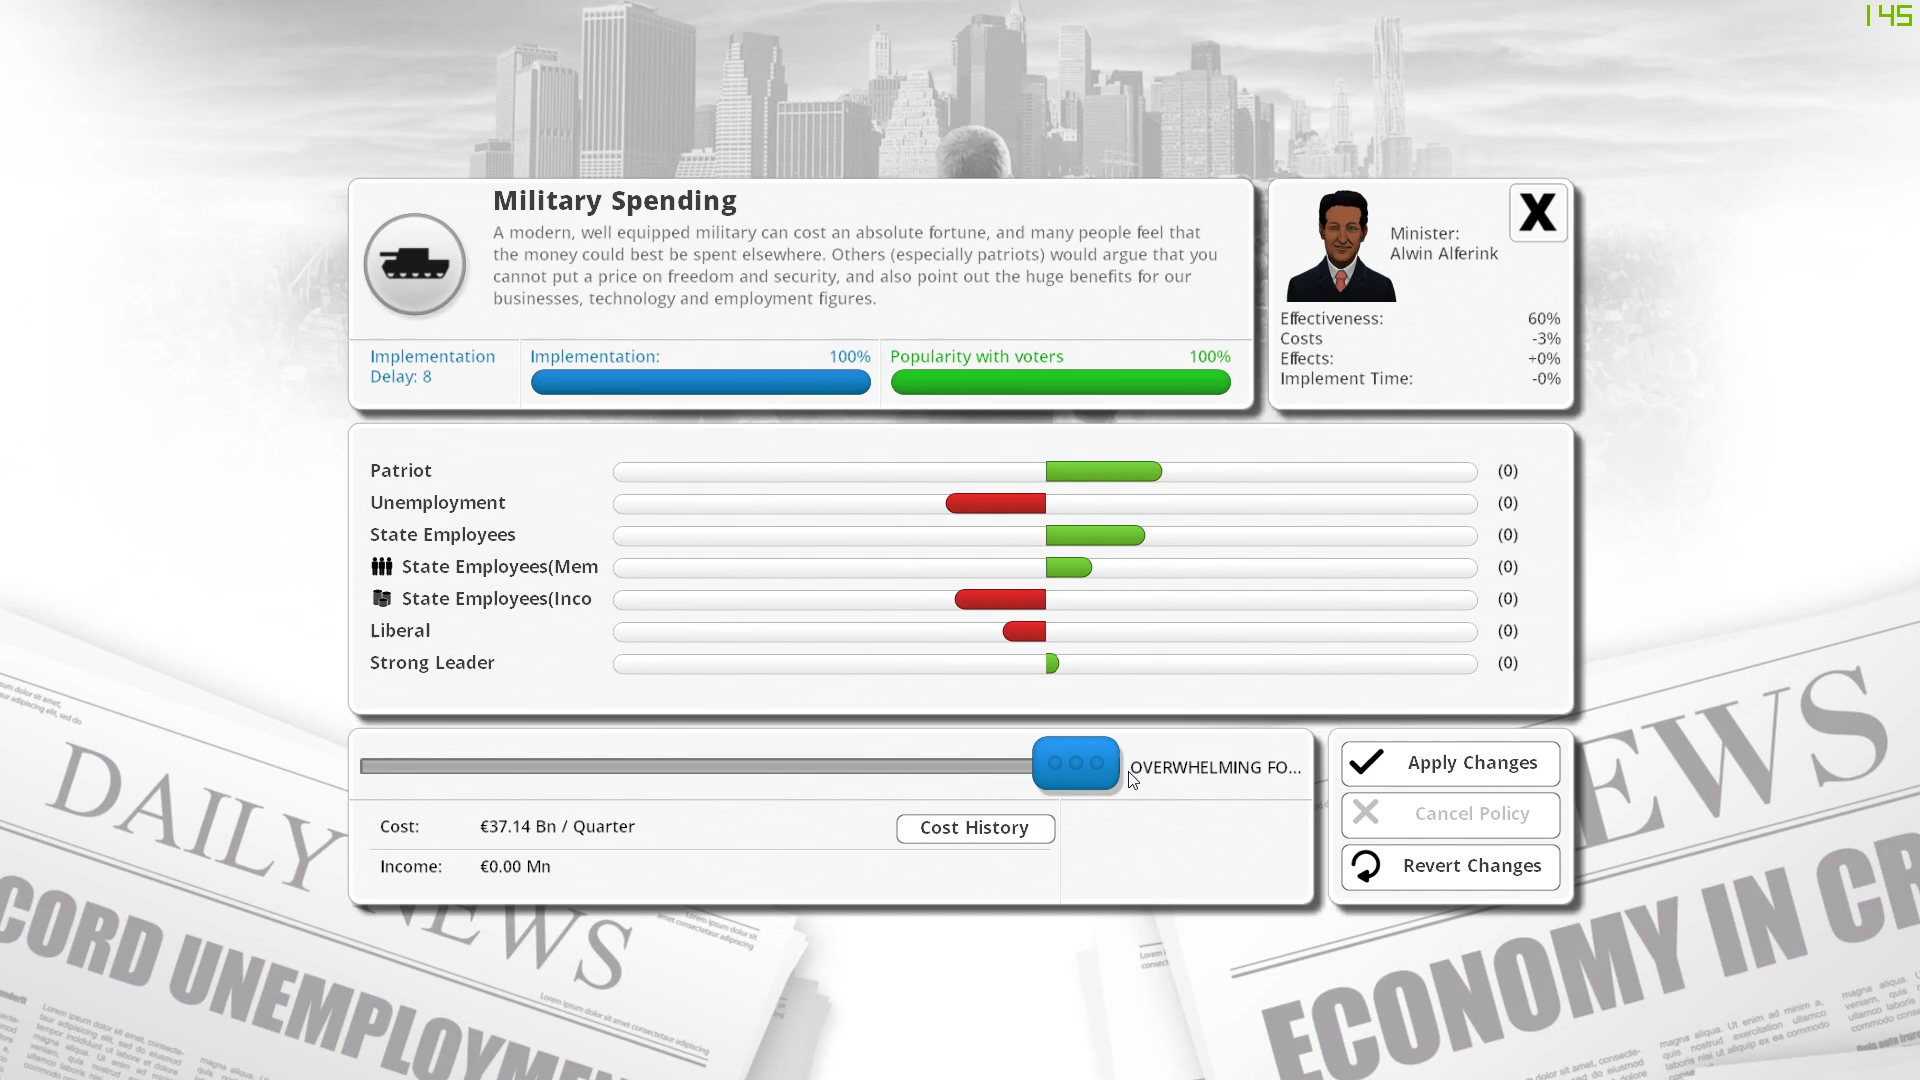 145
Military Spending
A modern, well equipped military can cost an absolute fortune, and many people feel that
the money could best be spent elsewhere. Others (especially patriots) would argue that you
cannot put a price on freedom and security, and also point out the huge benefits for our
businesses, technology and employment figures.
Implementation
Delay: 8
Implementation: 100%
Popularity with voters 100%
X
Minister:
Alwin Alferink
Effectiveness: 60%
Costs -3%
Effects: +0%
Implement Time: -0%
Patriot (0)
Unemployment (0)
State Employees (0)
State Employees(Mem (0)
State Employees(Inco (0)
Liberal (0)
Strong Leader (0)
OVERWHELMING FO...
Cost: €37.14 Bn / Quarter
Cost History
Income: €0.00 Mn
Apply Changes
Cancel Policy
Revert Changes
DAILY NEWS
CORD UNEMPLOYME
EWS
ECONOMY IN CR